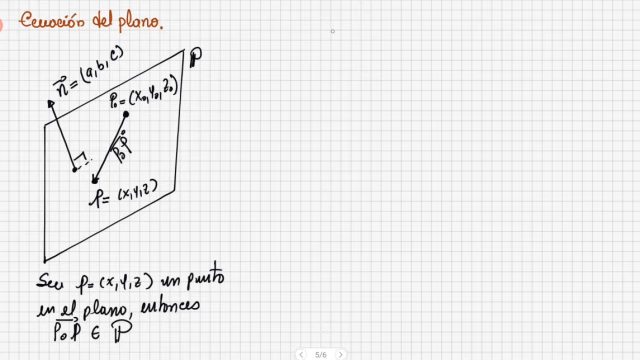 Ecuación del plano.
n⃗ = (a, b, c)
ℙ
P₀ = (x₀, y₀, z₀)
P₀P
P = (x, y, z)
Sea P = (x, y, z) un punto
en el plano, entonces
P₀P ∈ ℙ
5/6